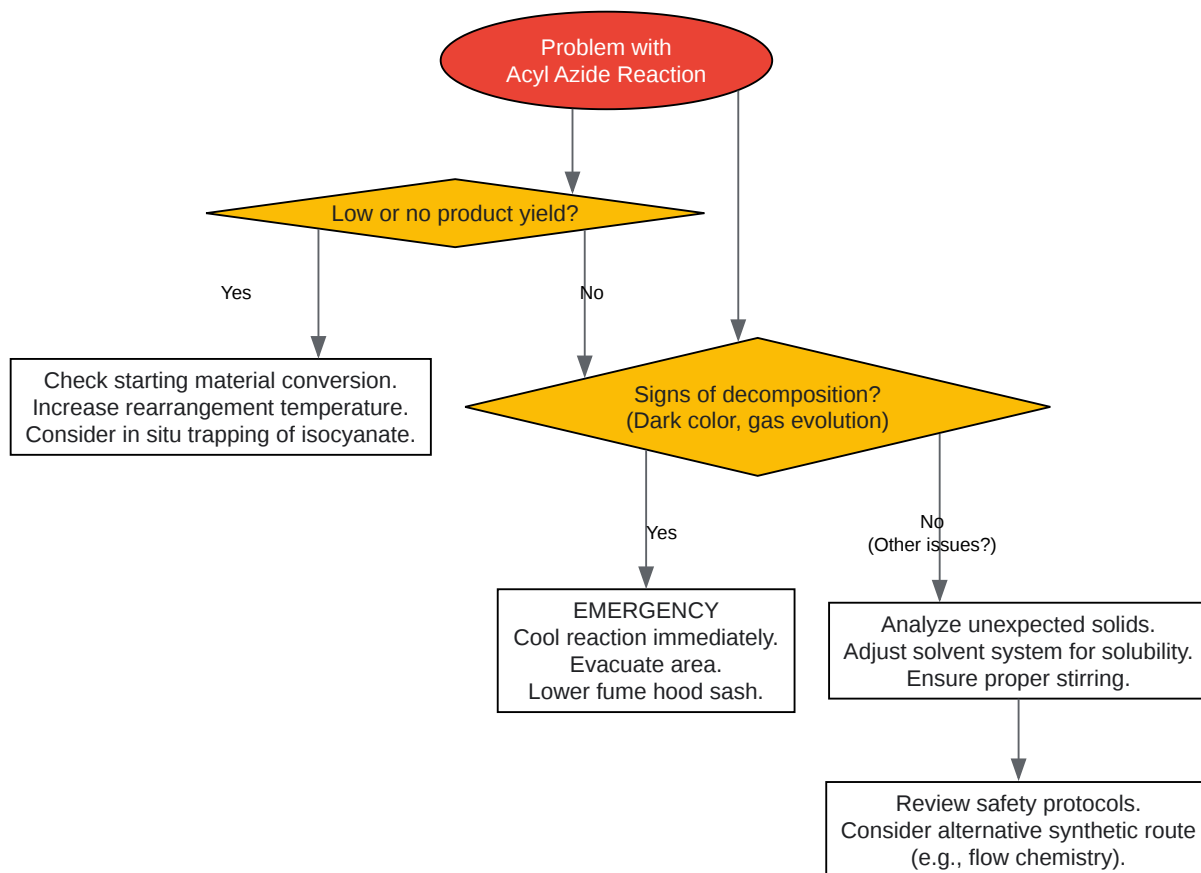 Problem with
Acyl Azide Reaction
Low or no product yield?
Yes
No
Check starting material conversion.
Increase rearrangement temperature.
Consider in situ trapping of isocyanate.
Signs of decomposition?
(Dark color, gas evolution)
Yes
No
(Other issues?)
EMERGENCY
Cool reaction immediately.
Evacuate area.
Lower fume hood sash.
Analyze unexpected solids.
Adjust solvent system for solubility.
Ensure proper stirring.
Review safety protocols.
Consider alternative synthetic route
(e.g., flow chemistry).